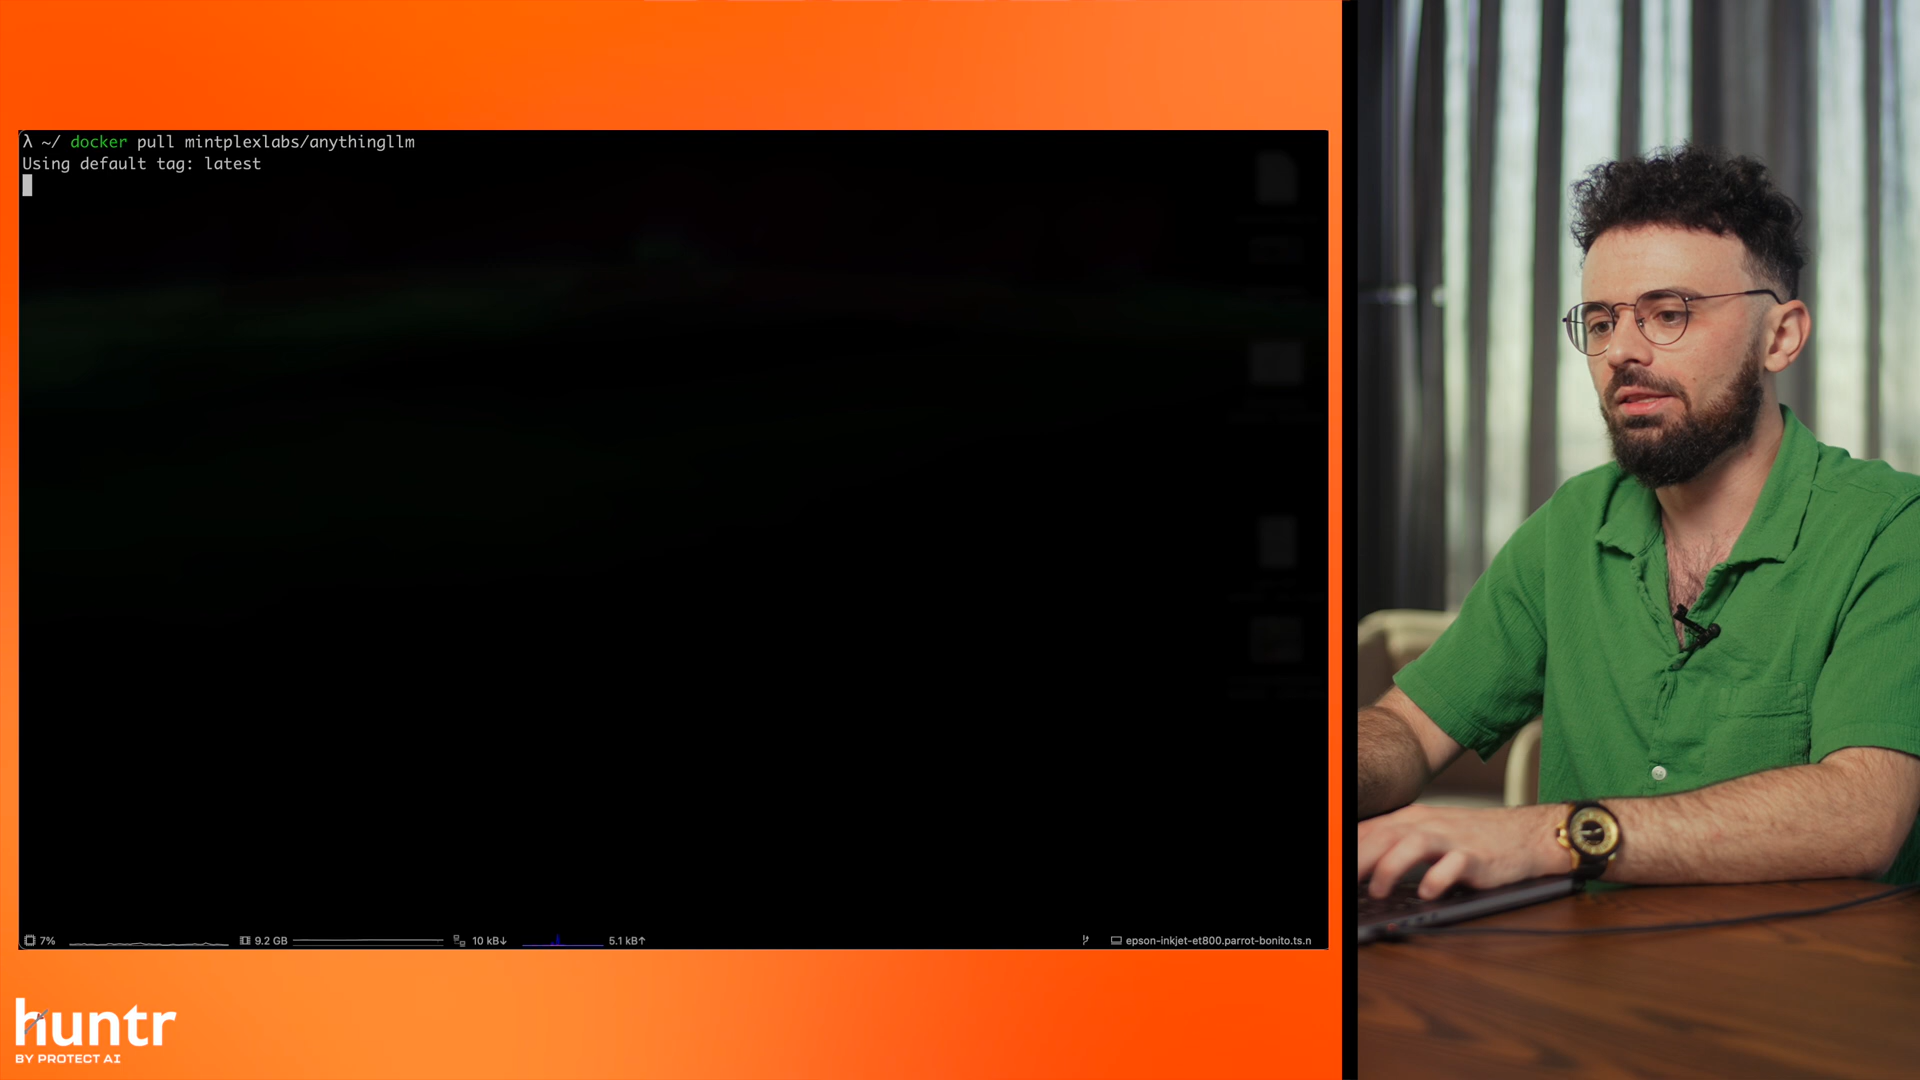 λ ~/ docker pull mintplexlabs/anythingllm
Using default tag: latest
7% 9.2 GB 10 kB↓ 5.1 kB↑ epson-inkjet-et800.parrot-bonito.ts.n
huntr
BY PROTECT AI